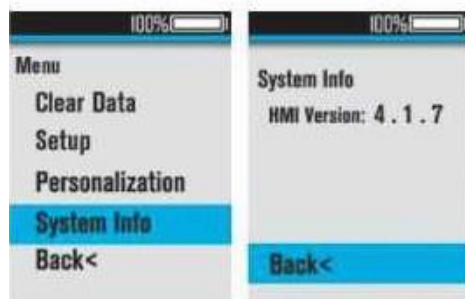 100%
Menu
Clear Data
Setup
Personalization
System Info
Back<
100%
System Info
HMI Version: 4.1.7
Back<